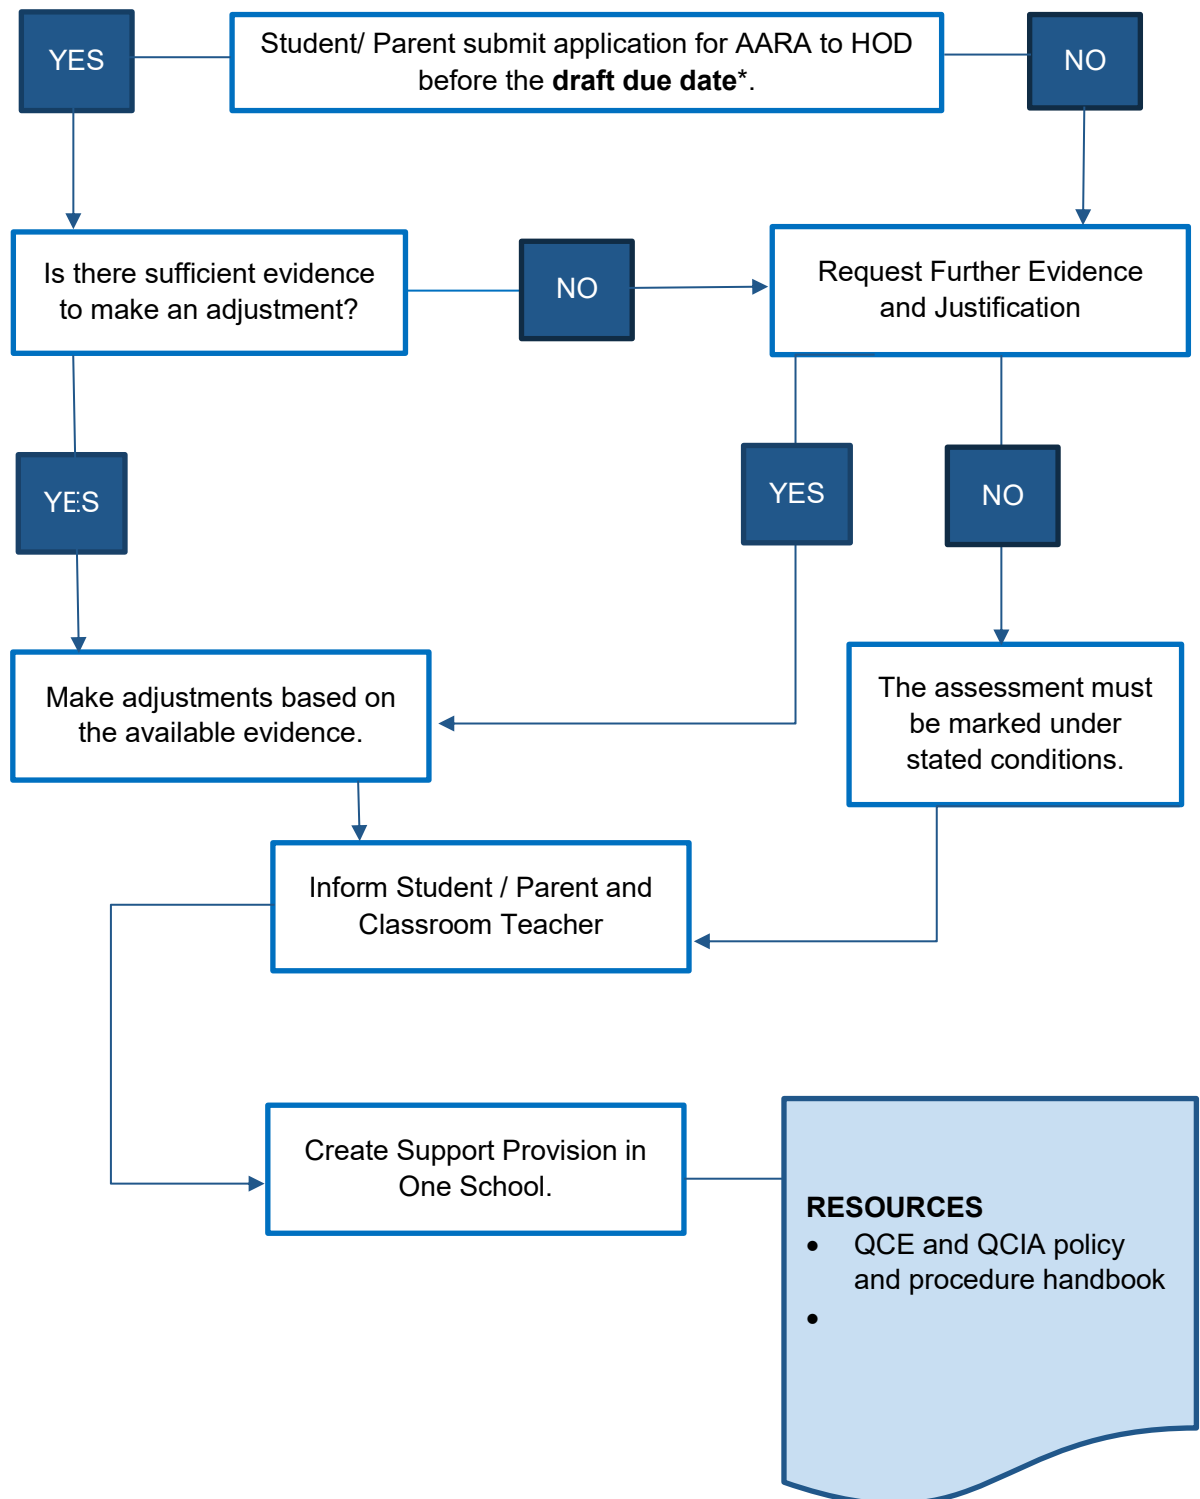 YES
Student/ Parent submit application for AARA to HOD
before the draft due date*.
NO
Is there sufficient evidence
to make an adjustment?
NO
Request Further Evidence
and Justification
YES
YES
NO
Make adjustments based on
the available evidence.
The assessment must
be marked under
stated conditions.
Inform Student / Parent and
Classroom Teacher
Create Support Provision in
One School.
RESOURCES
• QCE and QCIA policy
and procedure handbook
•